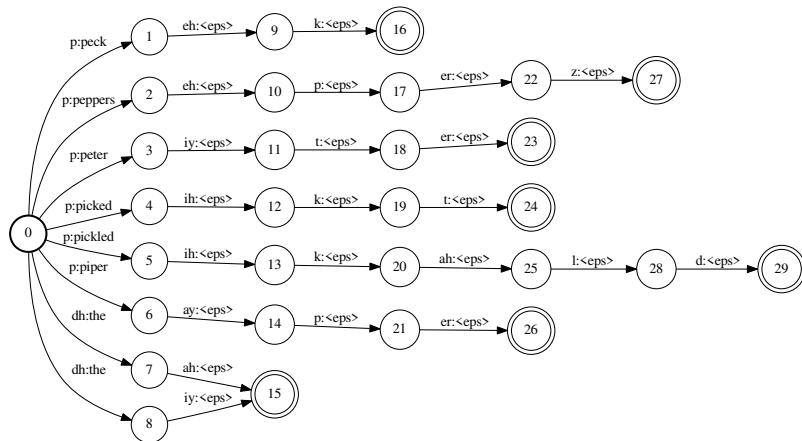 p:peck 1 eh:<eps> 9 k:<eps> 16
p:peppers 2 eh:<eps> 10 p:<eps> 17 er:<eps> 22 z:<eps> 27
p:peter 3 iy:<eps> 11 t:<eps> 18 er:<eps> 23
p:picked 4 ih:<eps> 12 k:<eps> 19 t:<eps> 24
0
p:pickled 5 ih:<eps> 13 k:<eps> 20 ah:<eps> 25 l:<eps> 28 d:<eps> 29
p:piper 6 ay:<eps> 14 p:<eps> 21 er:<eps> 26
dh:the 7 ah:<eps> 15
dh:the 8 iy:<eps>